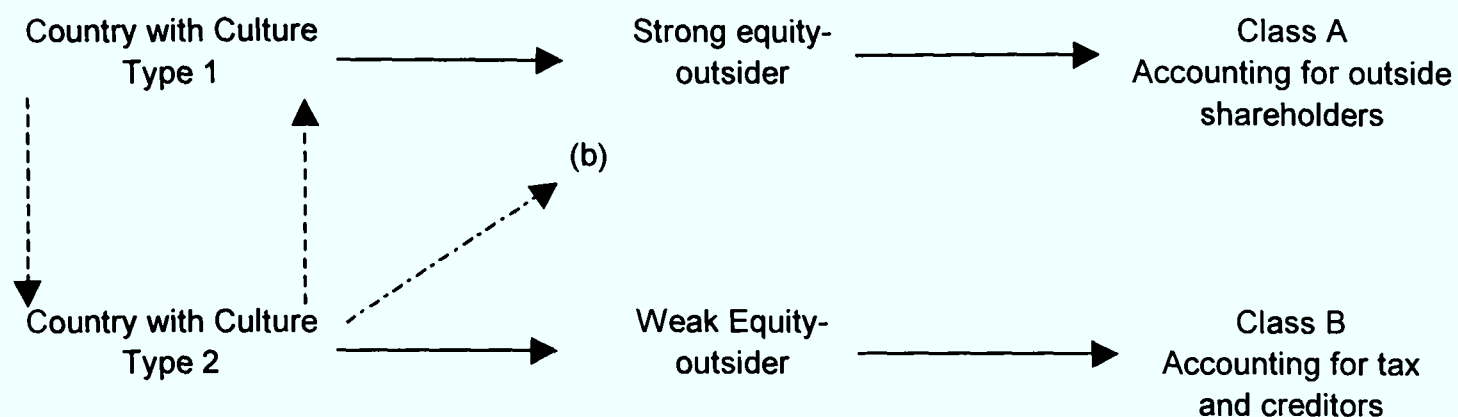 Country with Culture
Type 1
Strong equity-
outsider
Class A
Accounting for outside
shareholders
(b)
Country with Culture
Type 2
Weak Equity-
outsider
Class B
Accounting for tax
and creditors